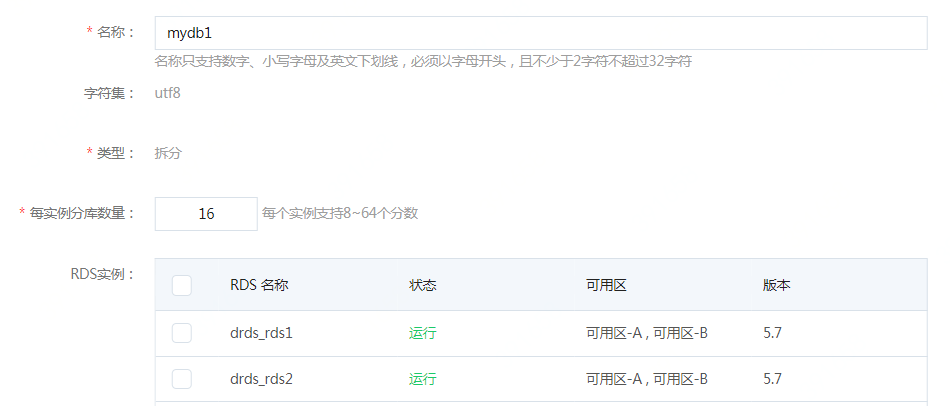 * 名称： mydb1
名称只支持数字、小写字母及英文下划线，必须以字母开头，且不少于2字符不超过32字符
字符集： utf8
* 类型： 拆分
* 每实例分库数量： 16 每个实例支持8~64个分数
RDS实例： RDS 名称 状态 可用区 版本
drds_rds1 运行 可用区-A , 可用区-B 5.7
drds_rds2 运行 可用区-A , 可用区-B 5.7